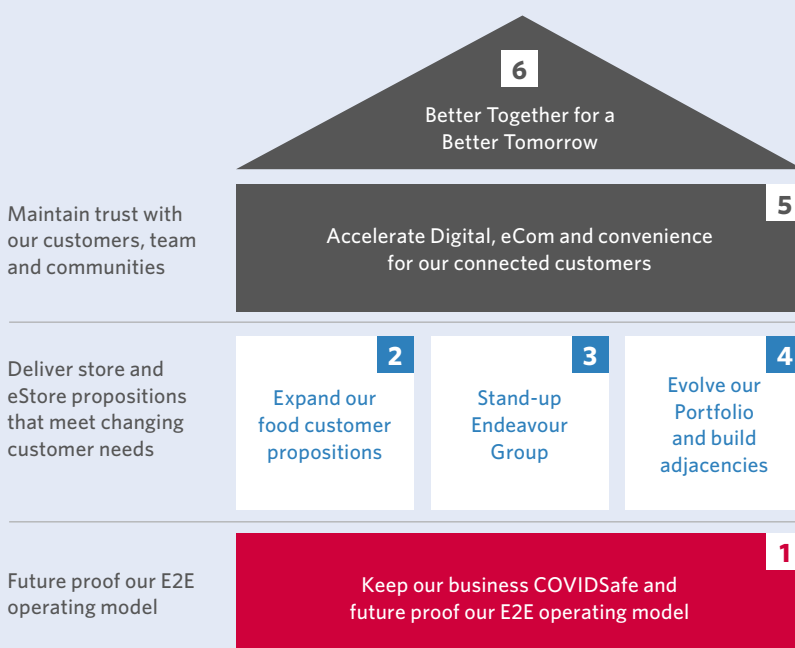 6
Better Together for a
Better Tomorrow
Maintain trust with
our customers, team
and communities
5
Accelerate Digital, eCom and convenience
for our connected customers
Deliver store and
eStore propositions
that meet changing
customer needs
2
Expand our
food customer
propositions
3
Stand-up
Endeavour
Group
4
Evolve our
Portfolio
and build
adjacencies
Future proof our E2E
operating model
1
Keep our business COVIDSafe and
future proof our E2E operating model